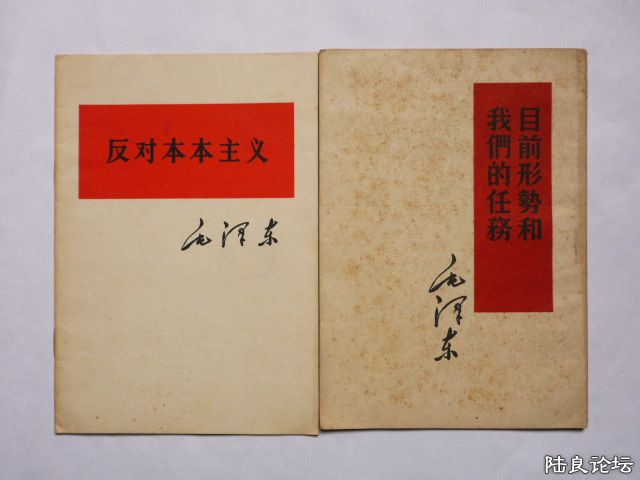 反对本本主义
毛泽东
目前形勢和
我們的任務
毛泽东
陆良论坛